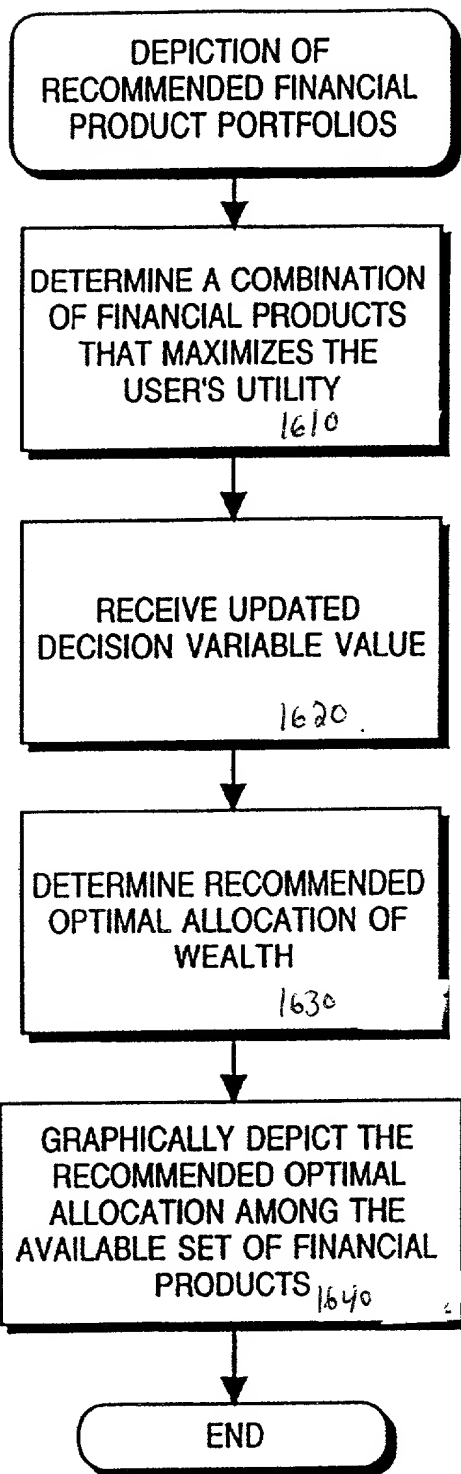 DEPICTION OF
RECOMMENDED FINANCIAL
PRODUCT PORTFOLIOS
DETERMINE A COMBINATION
OF FINANCIAL PRODUCTS
THAT MAXIMIZES THE
USER'S UTILITY
1610
RECEIVE UPDATED
DECISION VARIABLE VALUE
1620
DETERMINE RECOMMENDED
OPTIMAL ALLOCATION OF
WEALTH
1630
GRAPHICALLY DEPICT THE
RECOMMENDED OPTIMAL
ALLOCATION AMONG THE
AVAILABLE SET OF FINANCIAL
PRODUCTS 1640
END